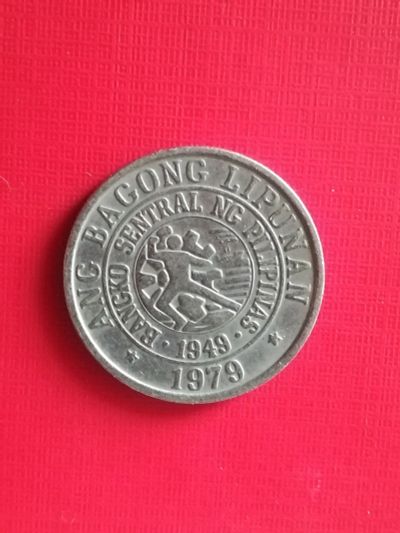 ANG BAGONG LIPUNAN
BANGKO SENTRAL NG PILIPINAS
1949
1979